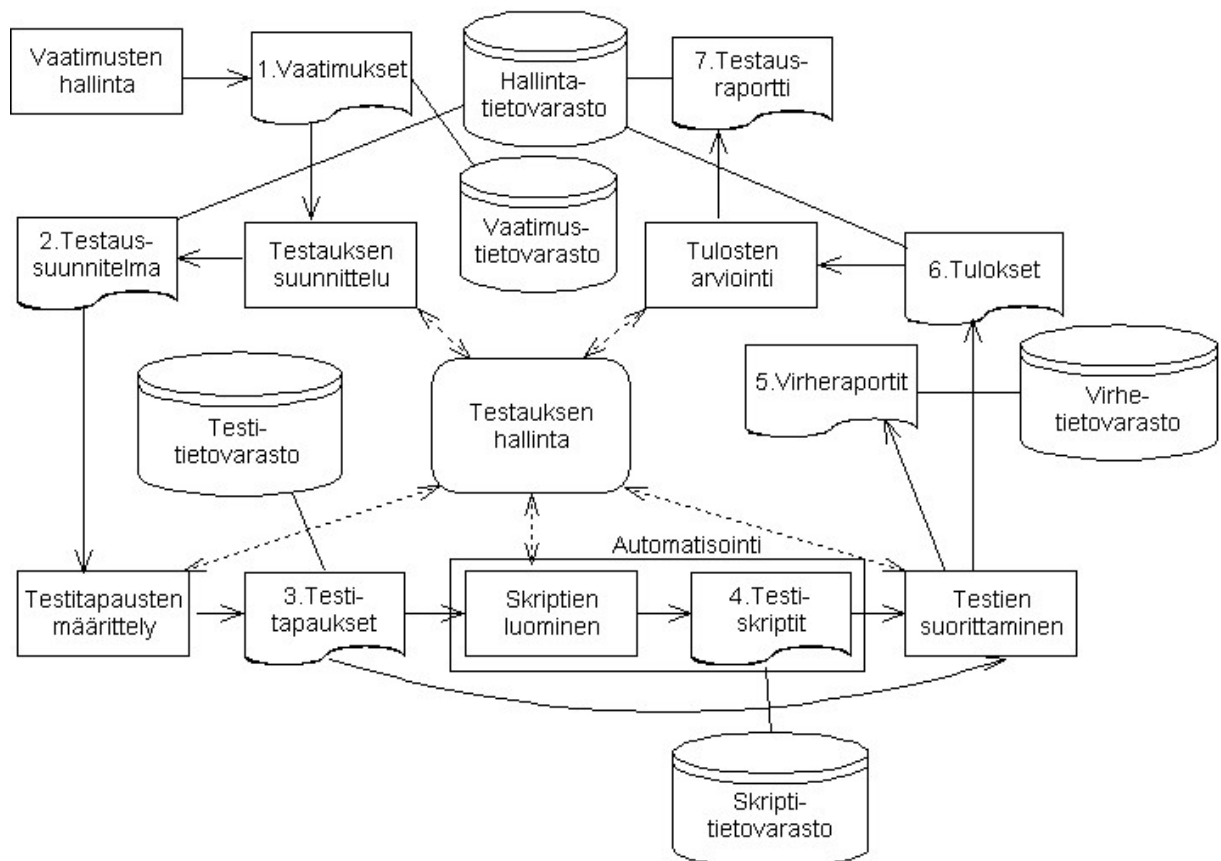 Vaatimusten
hallinta
1.Vaatimukset
Hallinta-
tietovarasto
7.Testaus-
raportti
2.Testaus-
suunnitelma
Testauksen
suunnittelu
Vaatimus-
tietovarasto
Tulosten
arviointi
6.Tulokset
Testi-
tietovarasto
Testauksen
hallinta
5.Virheraportit
Virhe-
tietovarasto
Automatisointi
Testitapausten
määrittely
3.Testi-
tapaukset
Skriptien
luominen
4.Testi-
skriptit
Testien
suorittaminen
Skripti-
tietovarasto